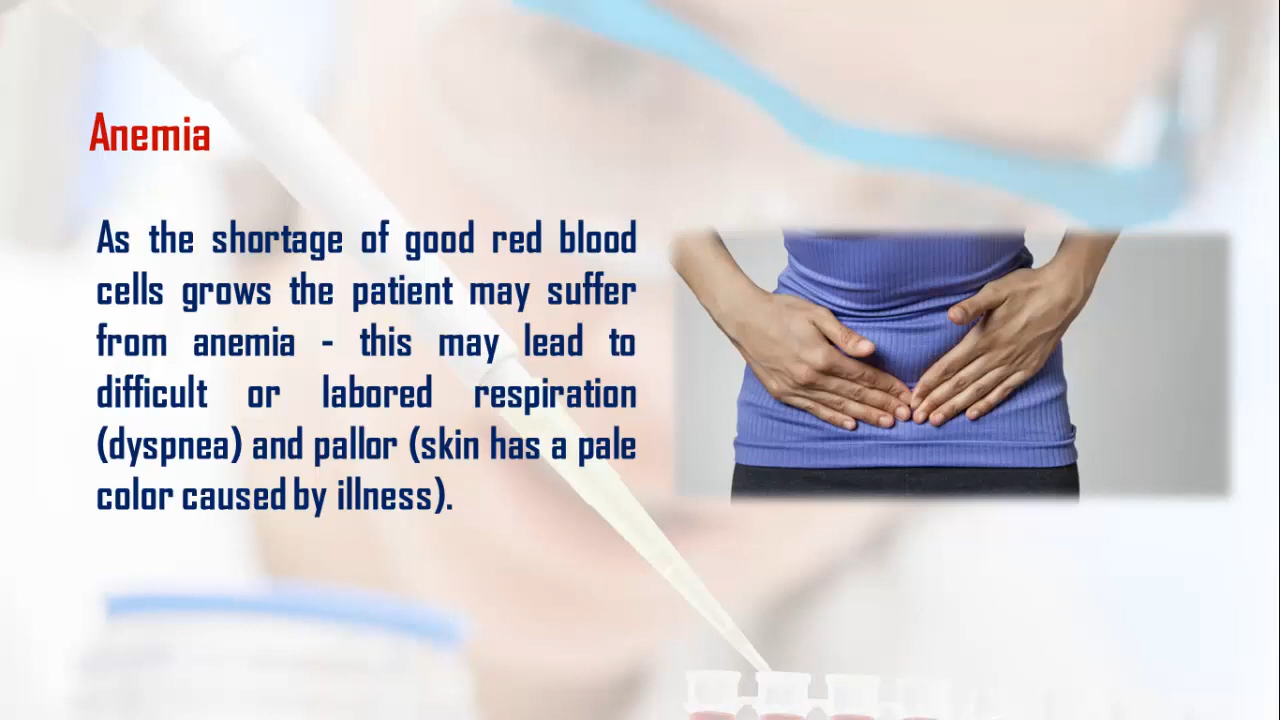 Anemia
As the shortage of good red blood
cells grows the patient may suffer
from anemia - this may lead to
difficult or labored respiration
(dyspnea) and pallor (skin has a pale
color caused by illness).